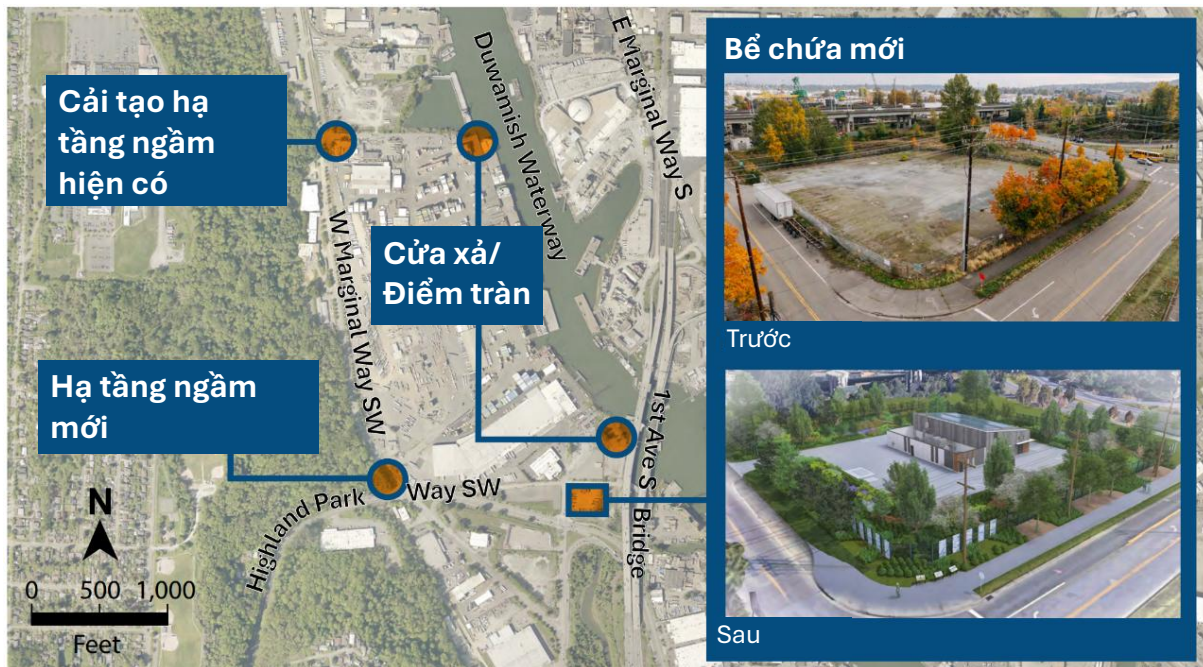 Cải tạo hạ
tầng ngầm
hiện có
Cửa xả/
Điểm tràn
Hạ tầng ngầm
mới
Duwamish Waterway
E Marginal Way S
W Marginal Way SW
Highland Park
Way SW
1st Ave S Bridge
N
0 500 1,000
Feet
Bể chứa mới
Trước
Sau